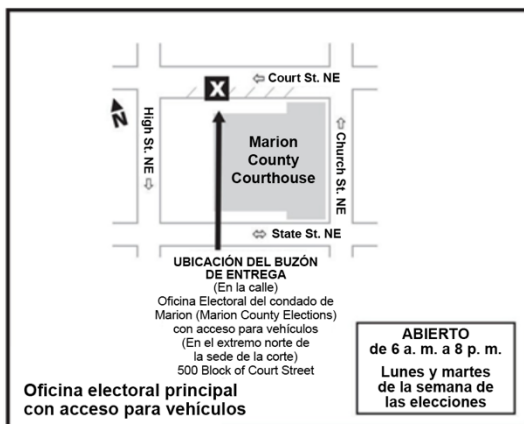 Court St. NE
X
N
High St. NE
Marion
County
Courthouse
Church St. NE
State St. NE
UBICACIÓN DEL BUZÓN
DE ENTREGA
(En la calle)
Oficina Electoral del condado de
Marion (Marion County Elections)
con acceso para vehículos
(En el extremo norte de
la sede de la corte)
500 Block of Court Street
ABIERTO
de 6 a. m. a 8 p. m.
Lunes y martes
de la semana de
las elecciones
Oficina electoral principal
con acceso para vehículos